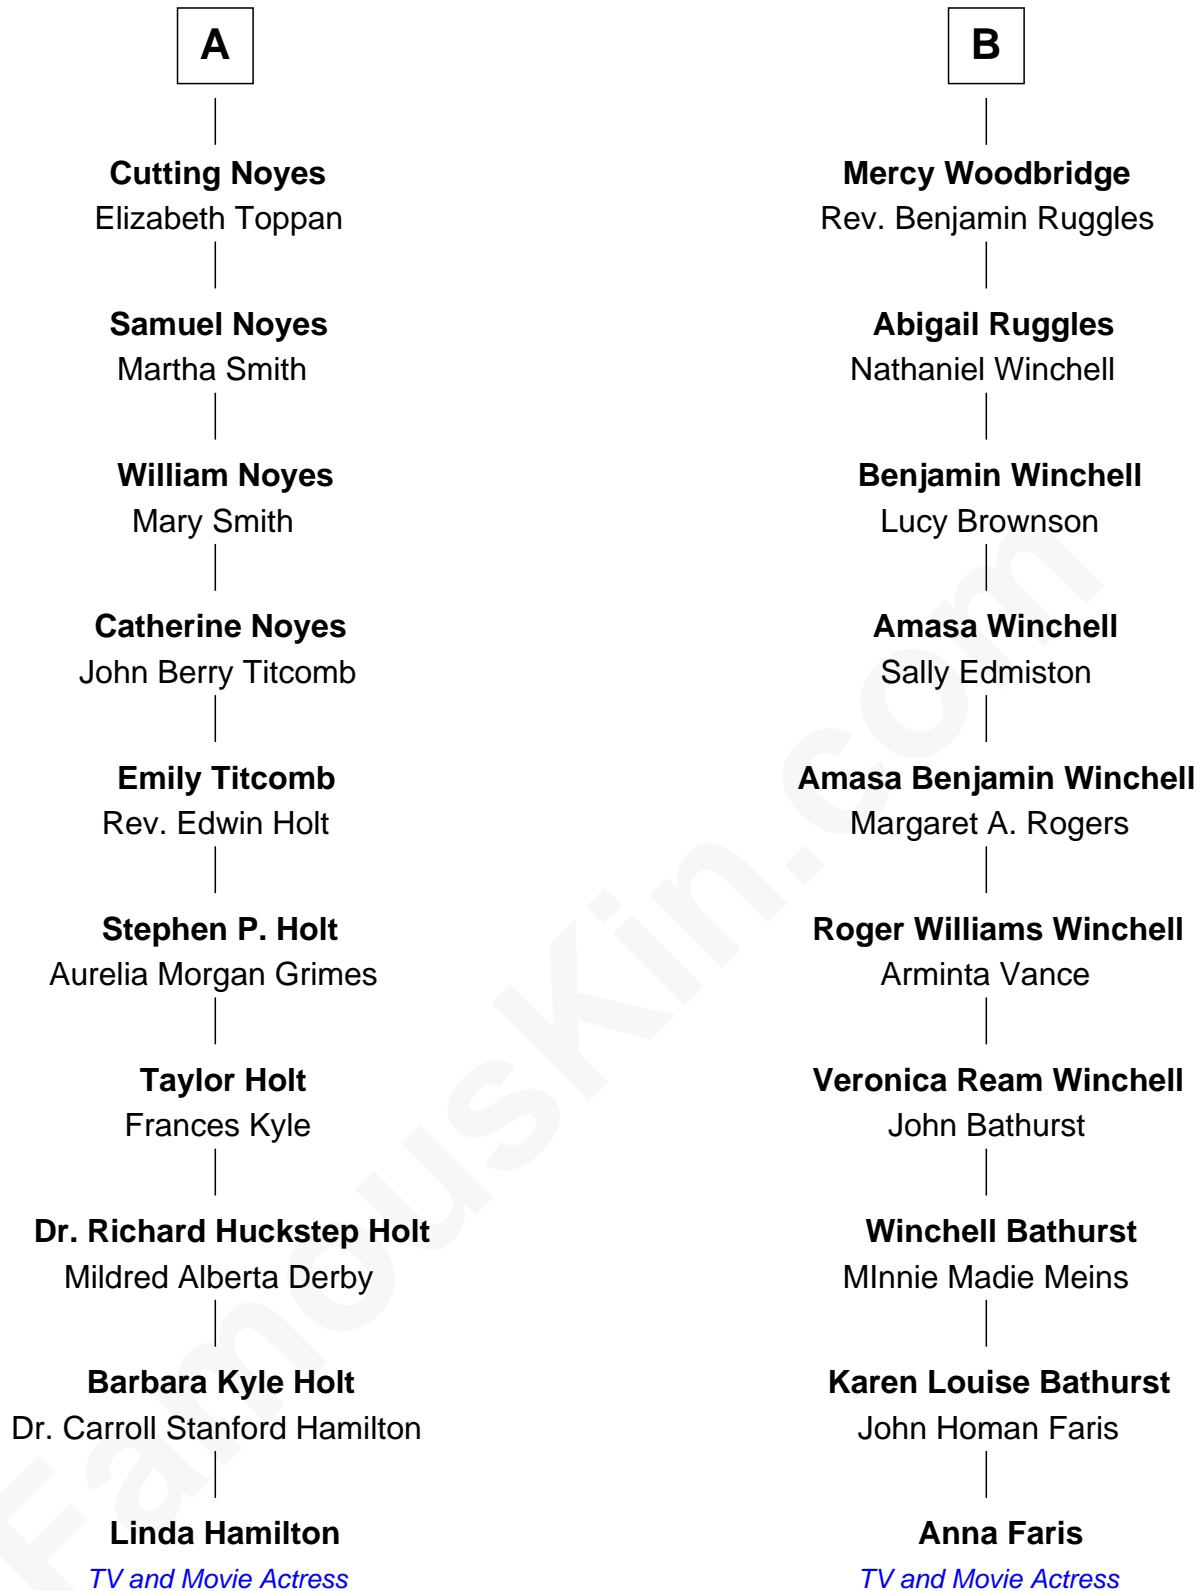 A
Cutting Noyes
Elizabeth Toppan
Samuel Noyes
Martha Smith
William Noyes
Mary Smith
Catherine Noyes
John Berry Titcomb
Emily Titcomb
Rev. Edwin Holt
Stephen P. Holt
Aurelia Morgan Grimes
Taylor Holt
Frances Kyle
Dr. Richard Huckstep Holt
Mildred Alberta Derby
Barbara Kyle Holt
Dr. Carroll Stanford Hamilton
Linda Hamilton
TV and Movie Actress
B
Mercy Woodbridge
Rev. Benjamin Ruggles
Abigail Ruggles
Nathaniel Winchell
Benjamin Winchell
Lucy Brownson
Amasa Winchell
Sally Edmiston
Amasa Benjamin Winchell
Margaret A. Rogers
Roger Williams Winchell
Arminta Vance
Veronica Ream Winchell
John Bathurst
Winchell Bathurst
MInnie Madie Meins
Karen Louise Bathurst
John Homan Faris
Anna Faris
TV and Movie Actress
FamousKin.com